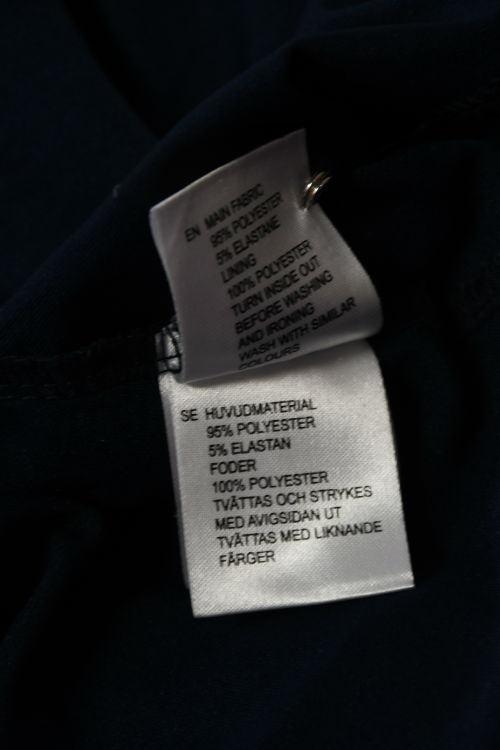 EN MAIN FABRIC
95% POLYESTER
5% ELASTANE
LINING
100% POLYESTER
TURN INSIDE OUT
BEFORE WASHING
AND IRONING
WASH WITH SIMILAR
COLOURS
SE HUVUDMATERIAL
95% POLYESTER
5% ELASTAN
FODER
100% POLYESTER
TVÄTTAS OCH STRYKES
MED AVIGSIDAN UT
TVÄTTAS MED LIKNANDE
FÄRGER